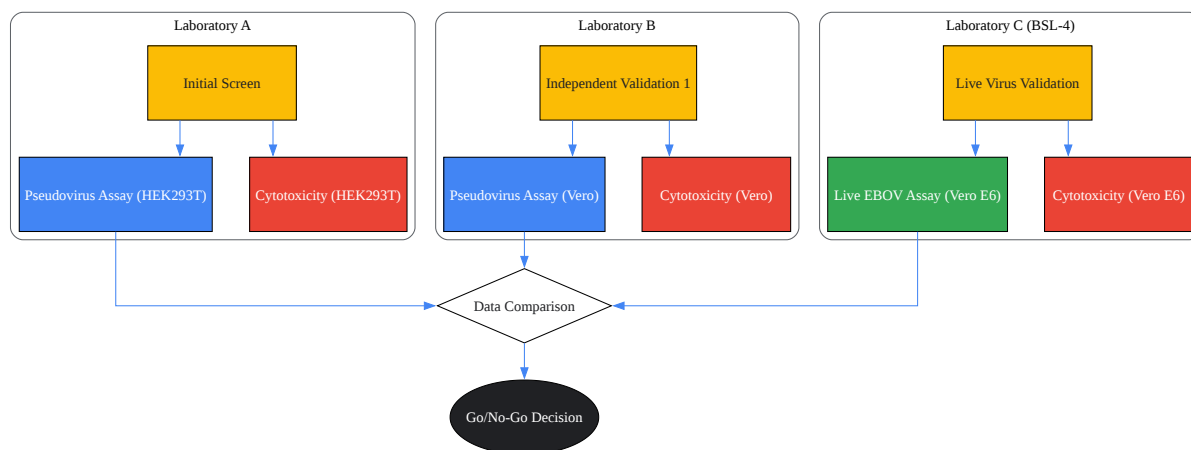 Laboratory A
Laboratory B
Laboratory C (BSL-4)
Initial Screen
Independent Validation 1
Live Virus Validation
Pseudovirus Assay (HEK293T)
Cytotoxicity (HEK293T)
Pseudovirus Assay (Vero)
Cytotoxicity (Vero)
Live EBOV Assay (Vero E6)
Cytotoxicity (Vero E6)
Data Comparison
Go/No-Go Decision